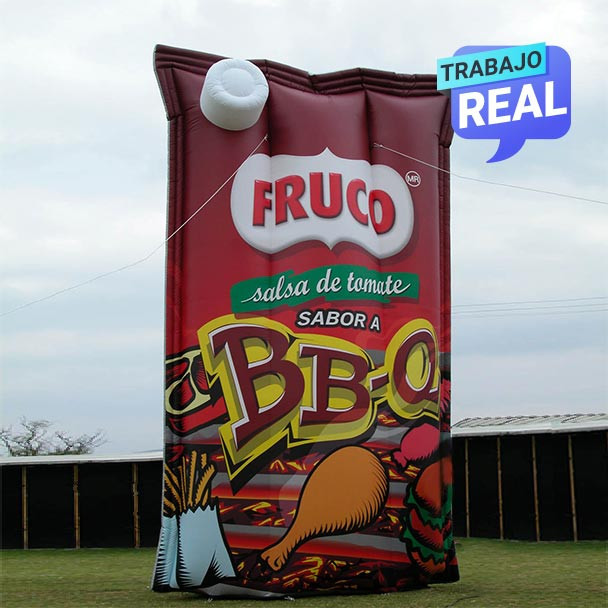 TRABAJO
REAL
FRUCO
MR
salsa de tomate
SABOR A
BB-Q